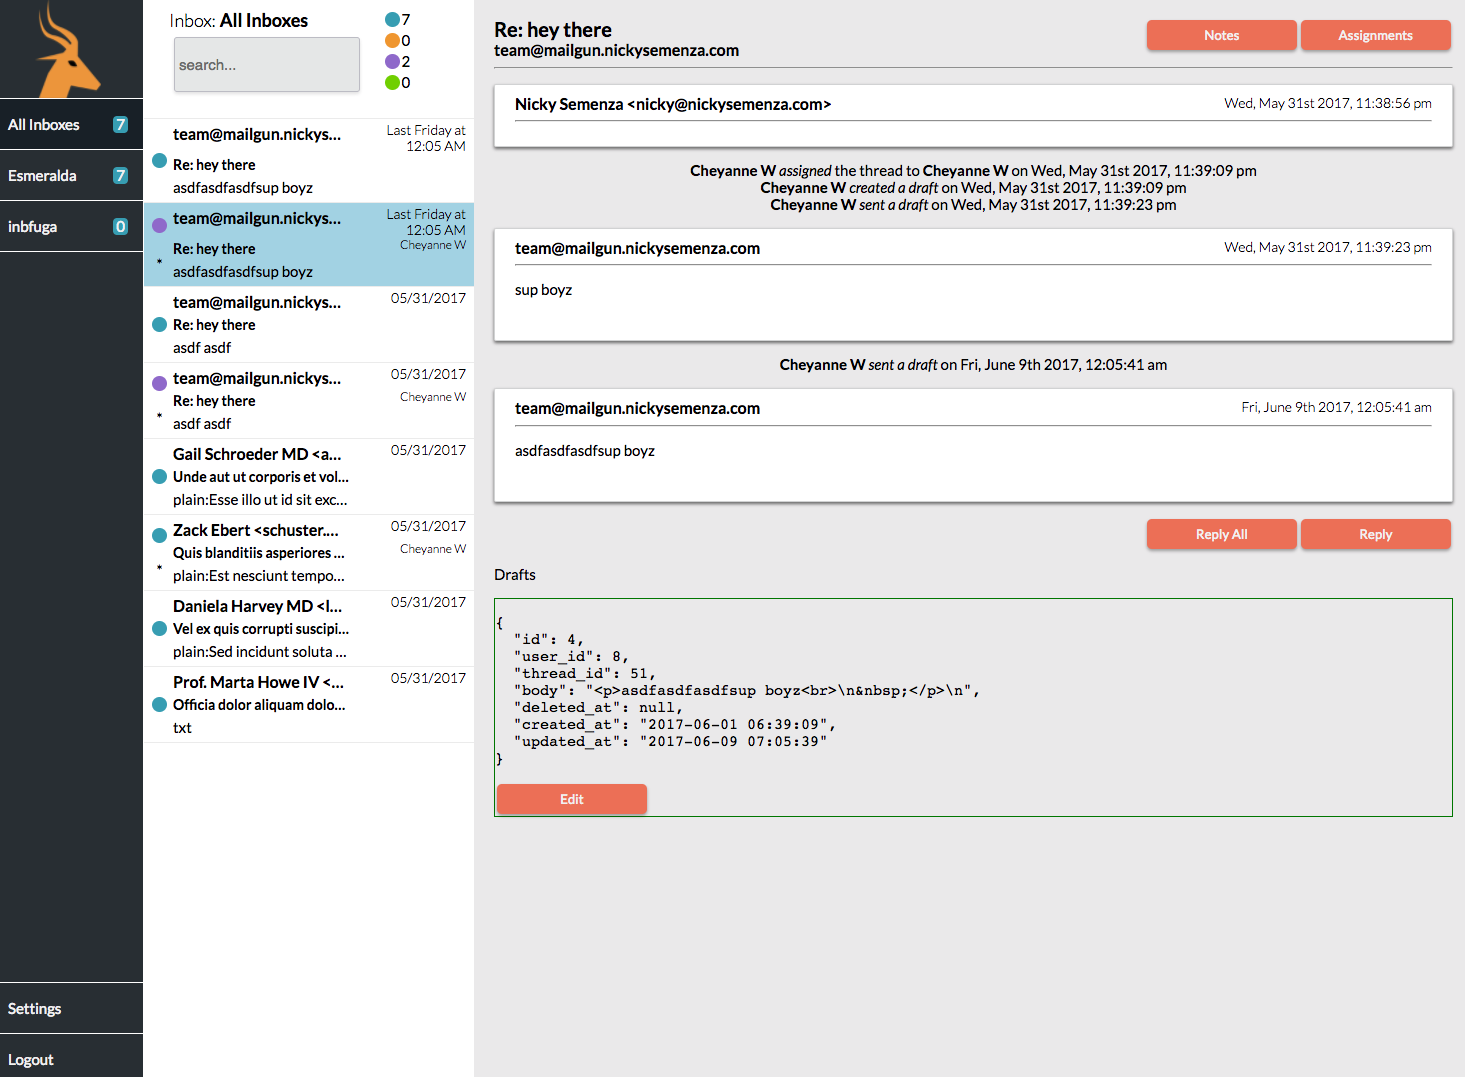 All Inboxes 7
Esmeralda 7
inbfuga 0
Settings
Logout
Inbox: All Inboxes
search...
7
0
2
0
team@mailgun.nickys... Last Friday at
12:05 AM
Re: hey there
asdfasdfasdfsup boyz
team@mailgun.nickys... Last Friday at
12:05 AM
Cheyanne W
Re: hey there
* asdfasdfasdfsup boyz
team@mailgun.nickys... 05/31/2017
Re: hey there
asdf asdf
team@mailgun.nickys... 05/31/2017
Re: hey there Cheyanne W
* asdf asdf
Gail Schroeder MD <a... 05/31/2017
Unde aut ut corporis et vol...
plain:Esse illo ut id sit exc...
Zack Ebert <schuster.... 05/31/2017
Quis blanditiis asperiores ... Cheyanne W
* plain:Est nesciunt tempo...
Daniela Harvey MD <l... 05/31/2017
Vel ex quis corrupti suscipi...
plain:Sed incidunt soluta ...
Prof. Marta Howe IV <... 05/31/2017
Officia dolor aliquam dolo...
txt
Re: hey there
team@mailgun.nickysemenza.com
Notes Assignments
Nicky Semenza <nicky@nickysemenza.com> Wed, May 31st 2017, 11:38:56 pm
Cheyanne W assigned the thread to Cheyanne W on Wed, May 31st 2017, 11:39:09 pm
Cheyanne W created a draft on Wed, May 31st 2017, 11:39:09 pm
Cheyanne W sent a draft on Wed, May 31st 2017, 11:39:23 pm
team@mailgun.nickysemenza.com Wed, May 31st 2017, 11:39:23 pm
sup boyz
Cheyanne W sent a draft on Fri, June 9th 2017, 12:05:41 am
team@mailgun.nickysemenza.com Fri, June 9th 2017, 12:05:41 am
asdfasdfasdfsup boyz
Reply All Reply
Drafts
{
"id": 4,
"user_id": 8,
"thread_id": 51,
"body": "<p>asdfasdfasdfsup boyz<br>\n&nbsp;</p>\n",
"deleted_at": null,
"created_at": "2017-06-01 06:39:09",
"updated_at": "2017-06-09 07:05:39"
}
Edit